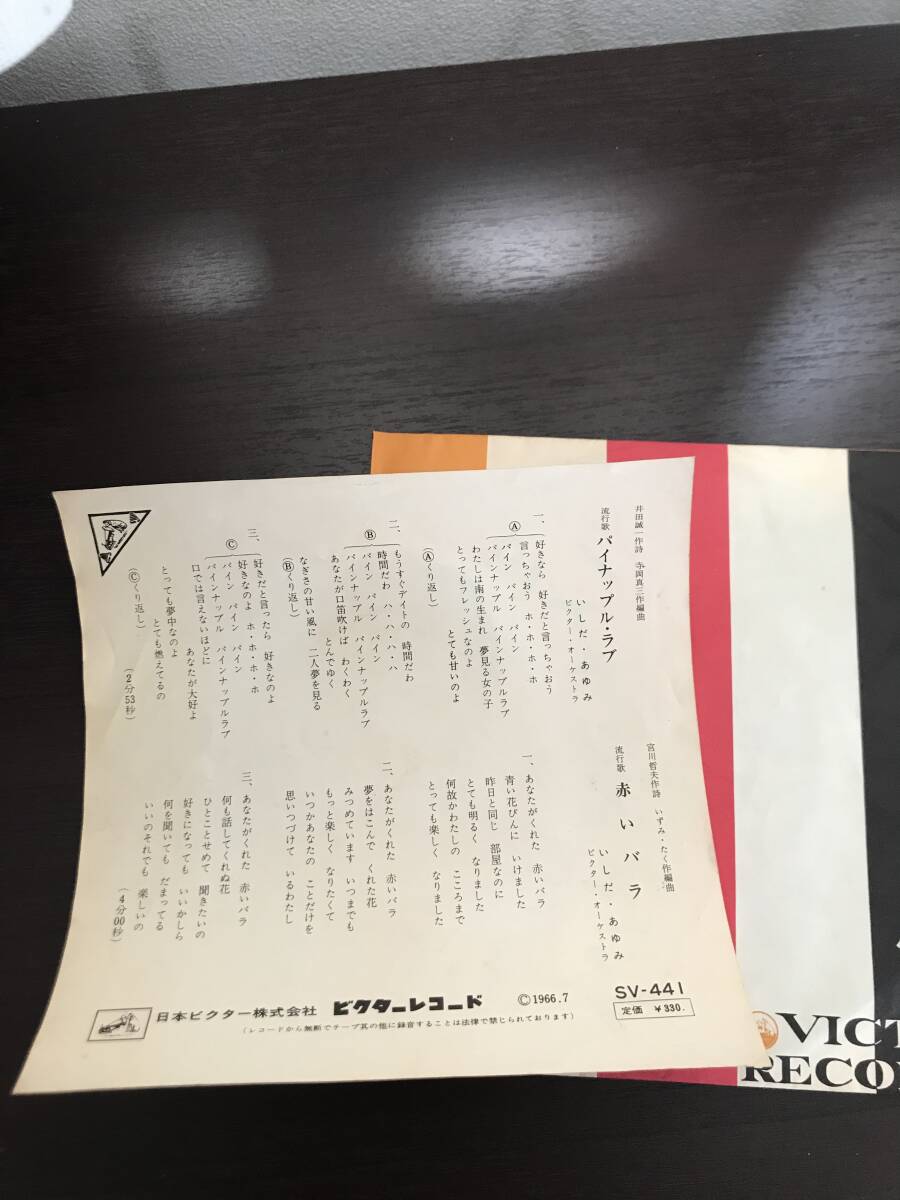 井田誠一作詩 寺岡真三作編曲
流行歌 パイナップル・ラブ
いしだ・あゆみ
ビクター・オーケストラ
一、
Ⓐ
好きなら 好きだと言っちゃおう
言っちゃおう ホ・ホ・ホ・ホ
パイン パイン パイン
パインナップル パインナップルラブ
わたしは南の生まれ 夢見る女の子
とってもフレッシュなのよ
とても甘いのよ
(Ⓐくり返し)
二、
Ⓑ
もうすぐデイトの 時間だわ
時間だわ ハ・ハ・ハ・ハ
パイン パイン パイン
パインナップル パインナップルラブ
あなたが口笛吹けば わくわく
とんでゆく
なぎさの甘い風に 二人夢を見る
(Ⓑくり返し)
三、
Ⓒ
好きだと言ったら 好きなのよ
好きなのよ ホ・ホ・ホ・ホ
パイン パイン パイン
パインナップル パインナップルラブ
口では言えないほどに
あなたが大好よ
とっても夢中なのよ
とても燃えてるの
(Ⓒくり返し)
(2分53秒)
宮川哲夫作詩 いずみ・たく作編曲
流行歌 赤いバラ
いしだ・あゆみ
ビクター・オーケストラ
一、あなたがくれた 赤いバラ
青い花びんに いけました
昨日と同じ 部屋なのに
とても明るく なりました
何故かわたしの こころまで
とっても楽しく なりました
二、あなたがくれた 赤いバラ
夢をはこんで くれた花
みつめています いつまでも
もっと楽しく なりたくて
いつかあなたの ことだけを
思いつづけて いるわたし
三、あなたがくれた 赤いバラ
何も話してくれぬ花
ひとことせめて 聞きたいの
好きになっても いいかしら
何を聞いても だまってる
いいのそれでも 楽しいの
(4分00秒)
日本ビクター株式会社 ビクターレコード ©1966.7
(レコードから無断でテープ其の他に録音することは法律で禁じられております)
SV-441
定価 ¥330.
VICT
RECO